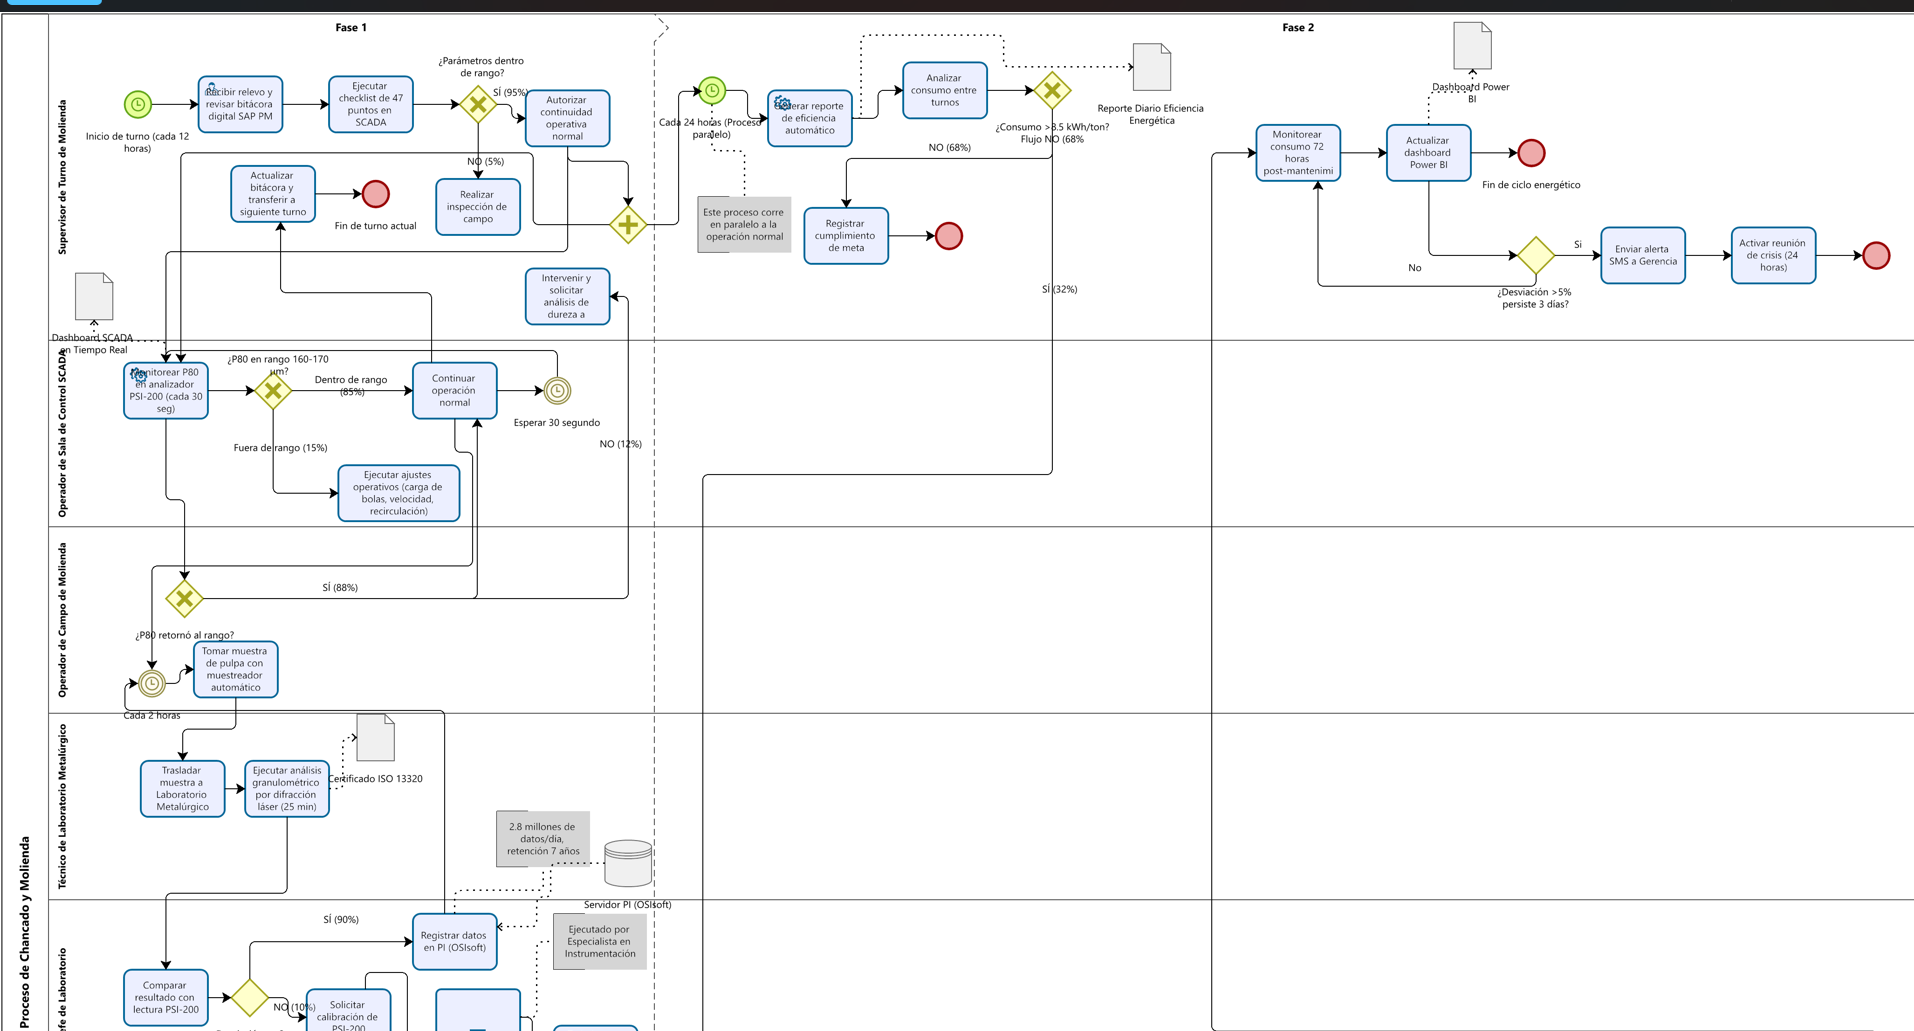 Fase 1
Fase 2
Proceso de Chancado y Molienda
Supervisor de Turno de Molienda
Inicio de turno (cada 12
horas)
Recibir relevo y
revisar bitácora
digital SAP PM
Ejecutar
checklist de 47
puntos en
SCADA
¿Parámetros dentro
de rango?
SÍ (95%)
Autorizar
continuidad
operativa
normal
NO (5%)
Realizar
inspección de
campo
Actualizar
bitácora y
transferir a
siguiente turno
Fin de turno actual
Intervenir y
solicitar
análisis de
dureza a
Cada 24 horas (Proceso
paralelo)
Este proceso corre
en paralelo a la
operación normal
Generar reporte
de eficiencia
automático
Analizar
consumo entre
turnos
¿Consumo >8.5 kWh/ton?
Flujo NO (68%
Reporte Diario Eficiencia
Energética
NO (68%)
Registrar
cumplimiento
de meta
SÍ (32%)
Monitorear
consumo 72
horas
post-mantenimi
Actualizar
dashboard
Power BI
Dashboard Power
BI
Fin de ciclo energético
No
Si
¿Desviación >5%
persiste 3 días?
Enviar alerta
SMS a Gerencia
Activar reunión
de crisis (24
horas)
Dashboard SCADA
en Tiempo Real
Operador de Sala de Control SCADA
Monitorear P80
en analizador
PSI-200 (cada 30
seg)
¿P80 en rango 160-170
µm?
Dentro de rango
(85%)
Continuar
operación
normal
Esperar 30 segundo
Fuera de rango (15%)
Ejecutar ajustes
operativos (carga de
bolas, velocidad,
recirculación)
NO (12%)
Operador de Campo de Molienda
SÍ (88%)
¿P80 retornó al rango?
Tomar muestra
de pulpa con
muestreador
automático
Cada 2 horas
Técnico de Laboratorio Metalúrgico
Trasladar
muestra a
Laboratorio
Metalúrgico
Ejecutar análisis
granulométrico
por difracción
láser (25 min)
Certificado ISO 13320
2.8 millones de
datos/día,
retención 7 años
Servidor PI (OSIsoft)
efe de Laboratorio
SÍ (90%)
Registrar datos
en PI (OSIsoft)
Ejecutado por
Especialista en
Instrumentación
Comparar
resultado con
lectura PSI-200
NO (10%)
Solicitar
calibración de
PSI-200